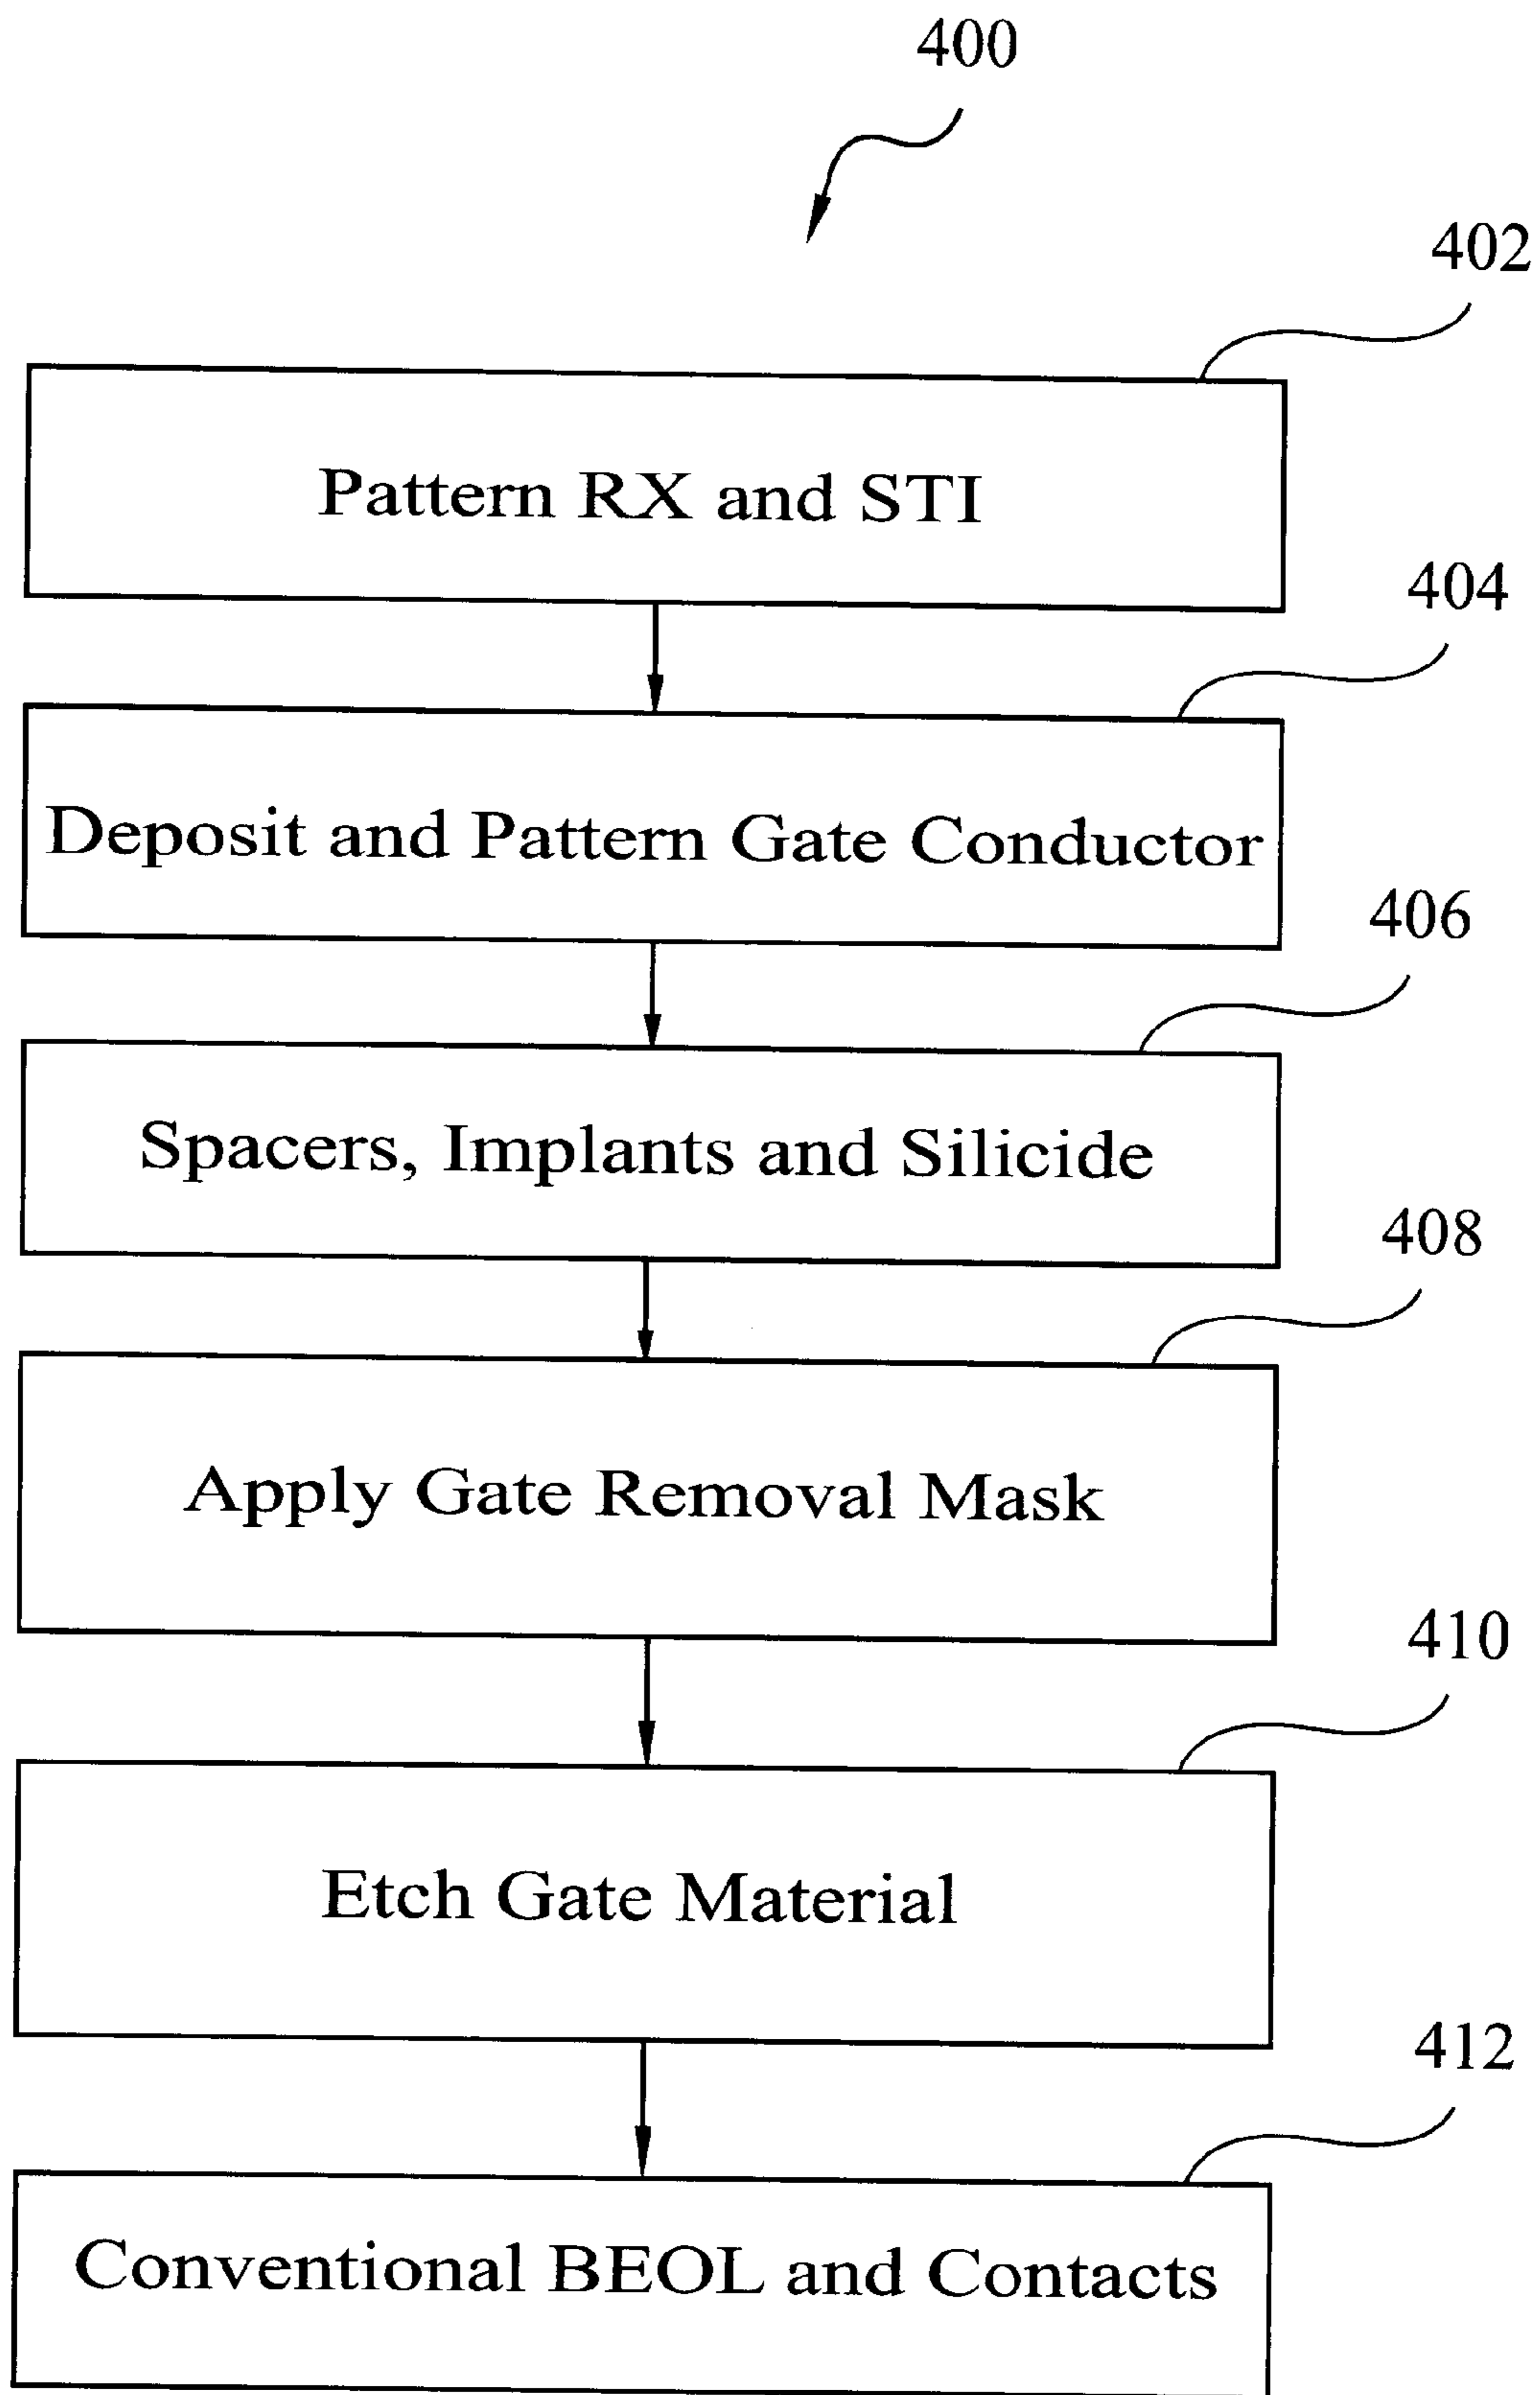 400
402
Pattern RX and STI
404
Deposit and Pattern Gate Conductor
406
Spacers, Implants and Silicide
408
Apply Gate Removal Mask
410
Etch Gate Material
412
Conventional BEOL and Contacts